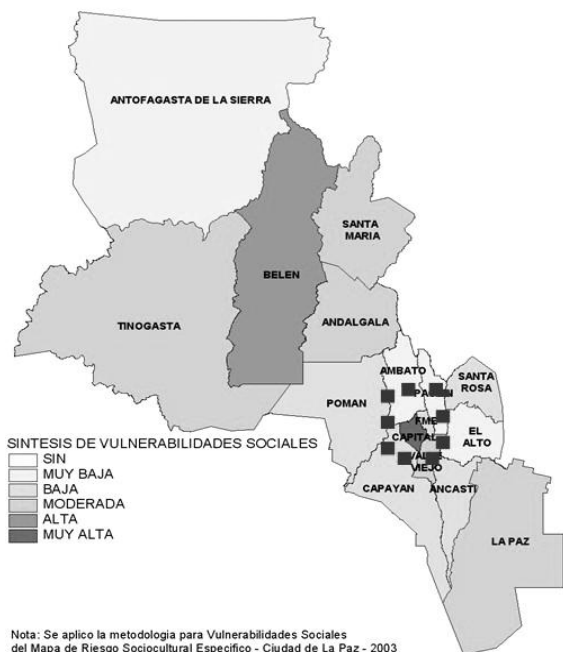 ANTOFAGASTA DE LA SIERRA
SANTA
MARIA
BELEN
TINOGASTA
ANDALGALA
AMBATO
SANTA
ROSA
POMAN
FME
EL
ALTO
CAPITAL
VIEJO
CAPAYAN
ANCASTI
LA PAZ
SINTESIS DE VULNERABILIDADES SOCIALES
SIN
MUY BAJA
BAJA
MODERADA
ALTA
MUY ALTA
Nota: Se aplico la metodologia para Vulnerabilidades Sociales
del Mapa de Riesgo Sociocultural Especifico - Ciudad de La Paz - 2003